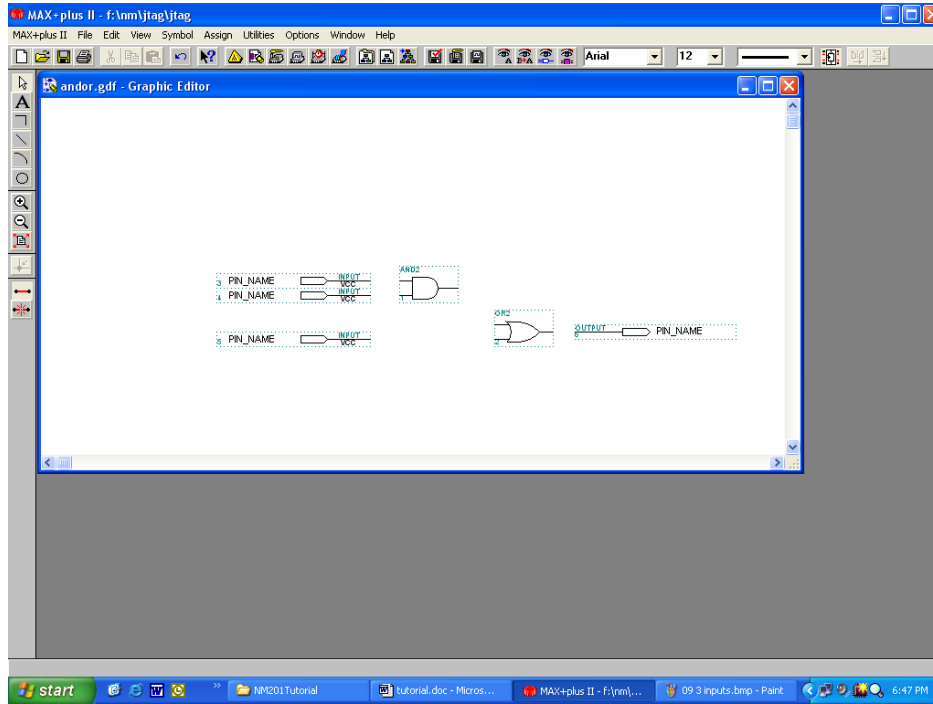 MAX+plus II - f:\nm\jtag\jtag
MAX+plus II File Edit View Symbol Assign Utilities Options Window Help
Arial 12
andor.gdf - Graphic Editor
AND2
3 PIN_NAME INPUT VCC
1
4 PIN_NAME INPUT VCC
OR2
2
OUTPUT
6 PIN_NAME
5 PIN_NAME INPUT VCC
start NM201Tutorial tutorial.doc - Micros... MAX+plus II - f:\nm\... 09 3 inputs.bmp - Paint 6:47 PM